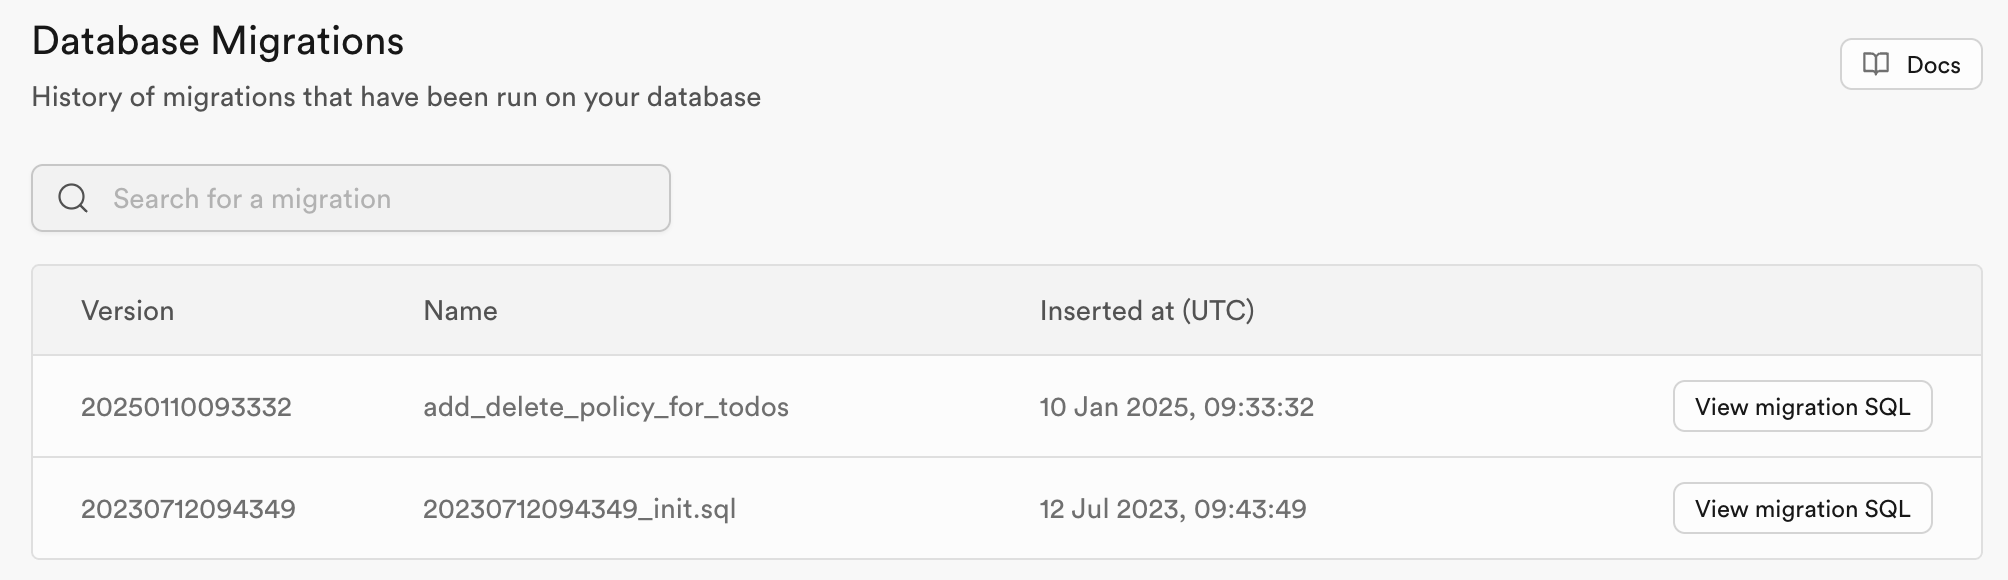 Database Migrations
Docs
History of migrations that have been run on your database
Search for a migration
Version Name Inserted at (UTC)
20250110093332 add_delete_policy_for_todos 10 Jan 2025, 09:33:32 View migration SQL
20230712094349 20230712094349_init.sql 12 Jul 2023, 09:43:49 View migration SQL